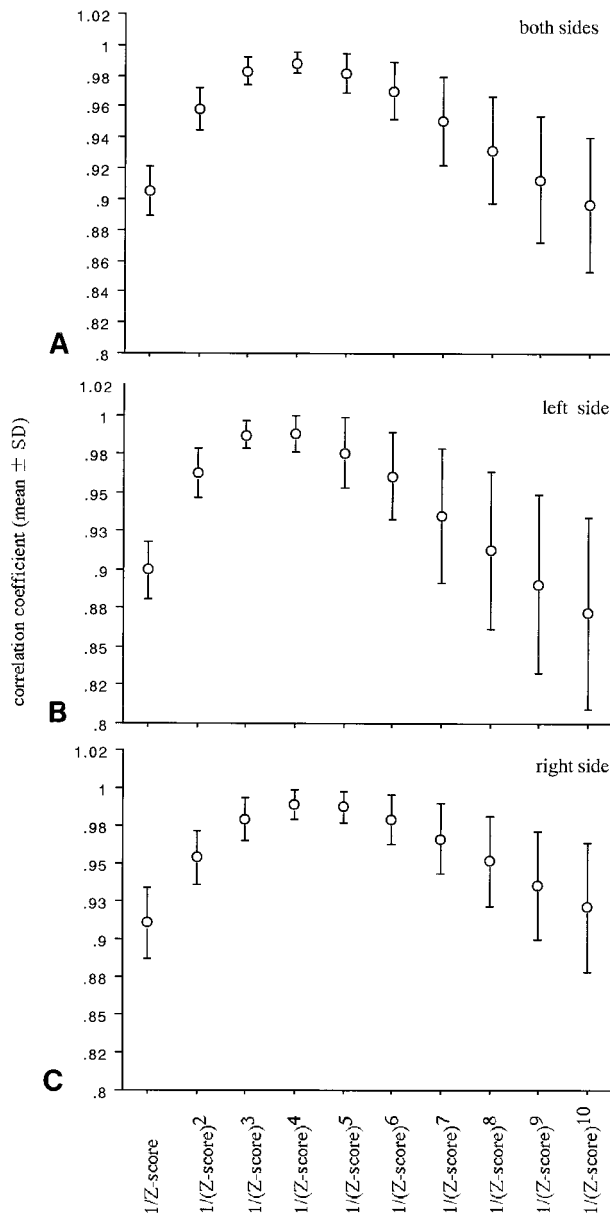 1.02
both sides
1
.98
.96
.94
.92
.9
.88
.86
.84
.82
.8
A
1.02
left side
1
.98
.95
.93
.9
.88
.85
.82
.8
B
1.02
right side
1
.98
.95
.93
.9
.88
.85
.82
.8
C
correlation coefficient (mean ± SD)
1/Z-score
1/(Z-score)2
1/(Z-score)3
1/(Z-score)4
1/(Z-score)5
1/(Z-score)6
1/(Z-score)7
1/(Z-score)8
1/(Z-score)9
1/(Z-score)10